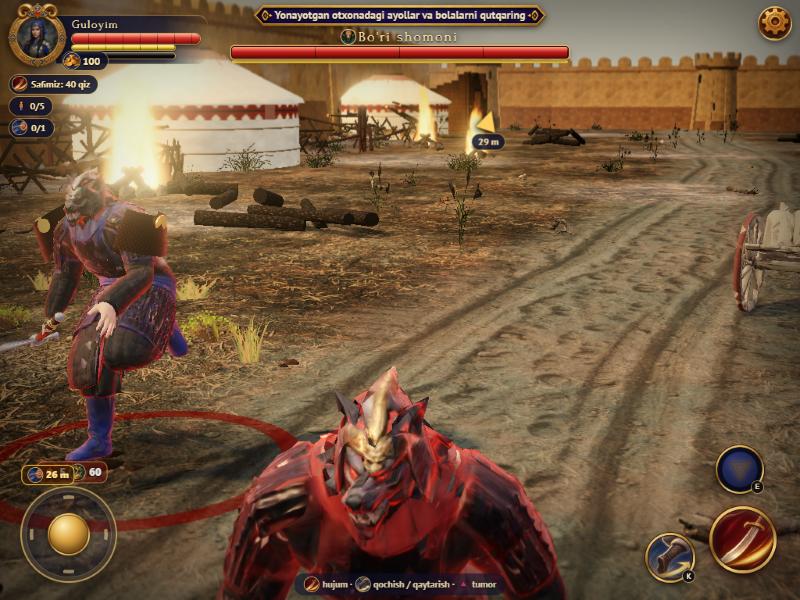 Yonayotgan otxonadagi ayollar va bolalarni qutqaring
Guloyim
Bo'ri shomoni
100
Safimiz: 40 qiz
0/5
0/1
29 m
26 m
60
E
K
hujum · qochish / qaytarish · tumor